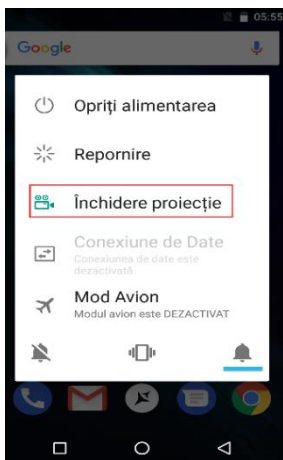 05:55
Google
Opriți alimentarea
Repornire
Închidere proiecție
Conexiune de Date
Conexiunea de date este
dezactivată
Mod Avion
Modul avion este DEZACTIVAT